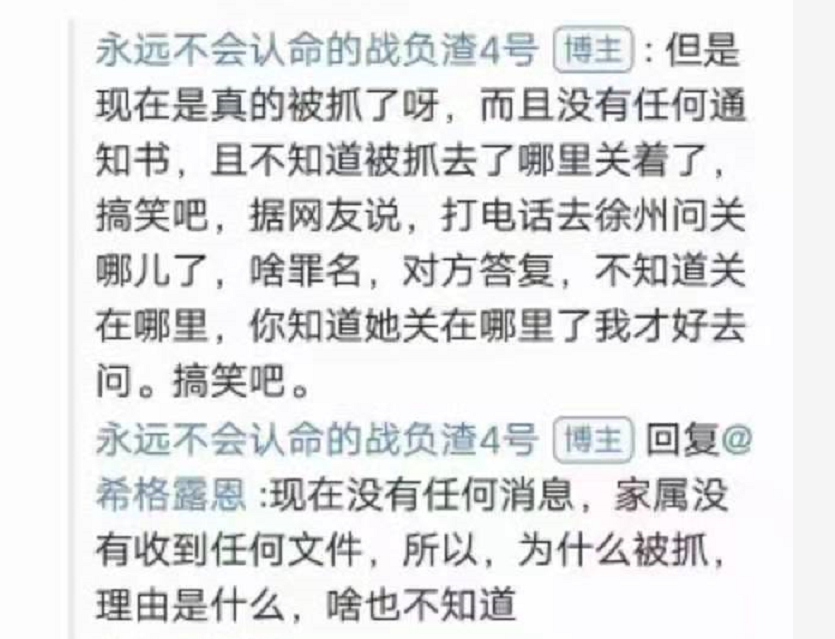 永远不会认命的战负渣4号 博主：但是
现在是真的被抓了呀，而且没有任何通
知书，且不知道被抓去了哪里关着了，
搞笑吧，据网友说，打电话去徐州问关
哪儿了，啥罪名，对方答复，不知道关
在哪里，你知道她关在哪里了我才好去
问。搞笑吧。
永远不会认命的战负渣4号 博主 回复@
希格露恩:现在没有任何消息，家属没
有收到任何文件，所以，为什么被抓，
理由是什么，啥也不知道